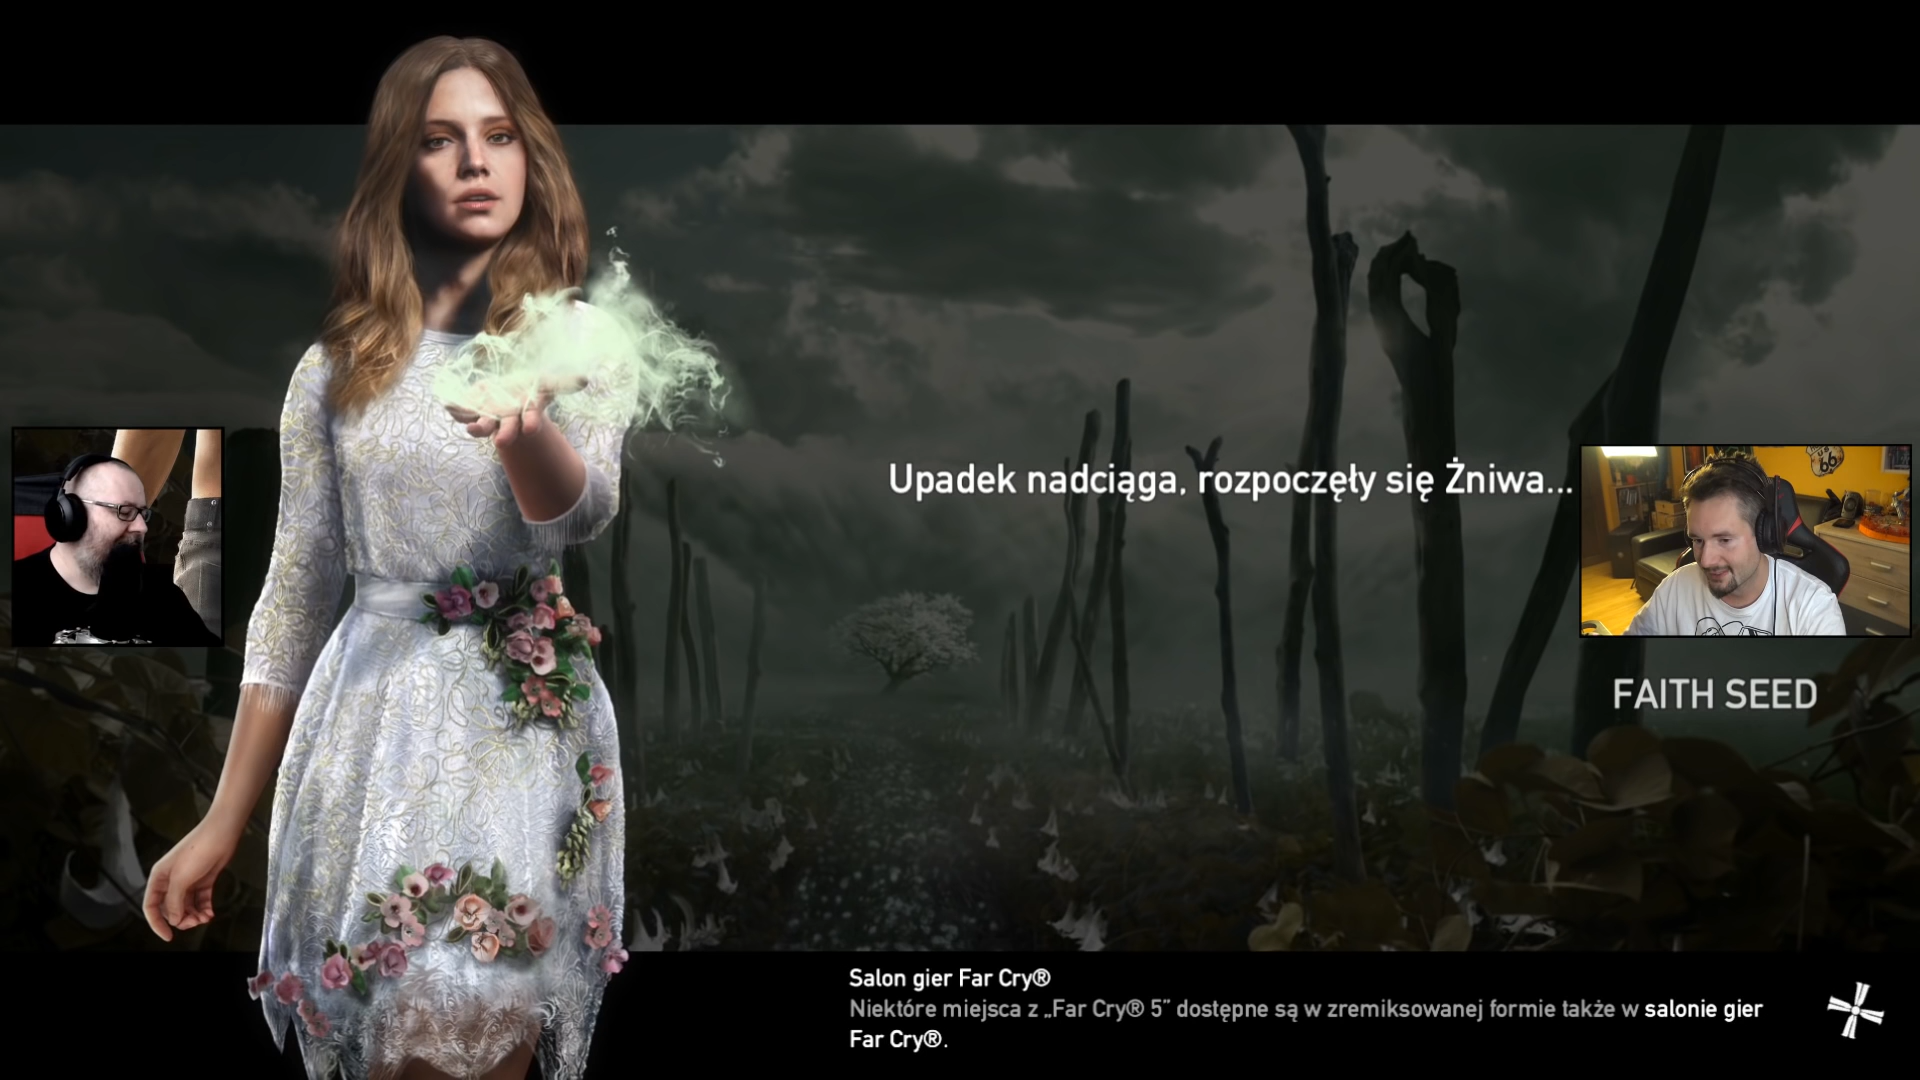 Upadek nadciąga, rozpoczęły się Żniwa...
66
FAITH SEED
Salon gier Far Cry®
Niektóre miejsca z „Far Cry® 5” dostępne są w zremiksowanej formie także w salonie gier
Far Cry®.